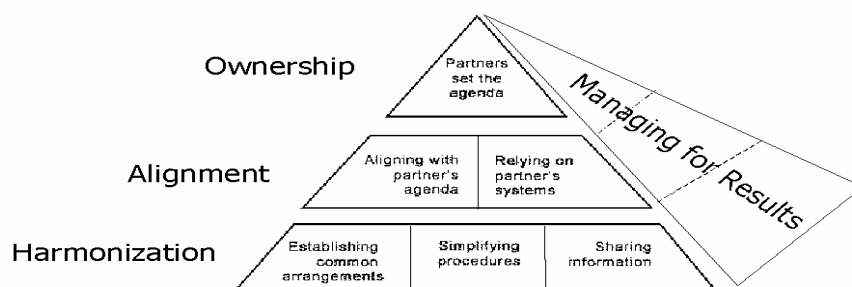 Ownership
Partners
set the
agenda
Managing for Results
Alignment
Aligning with
partner's
agenda
Relying on
partner's
systems
Harmonization
Establishing
common
arrangements
Simplifying
procedures
Sharing
information